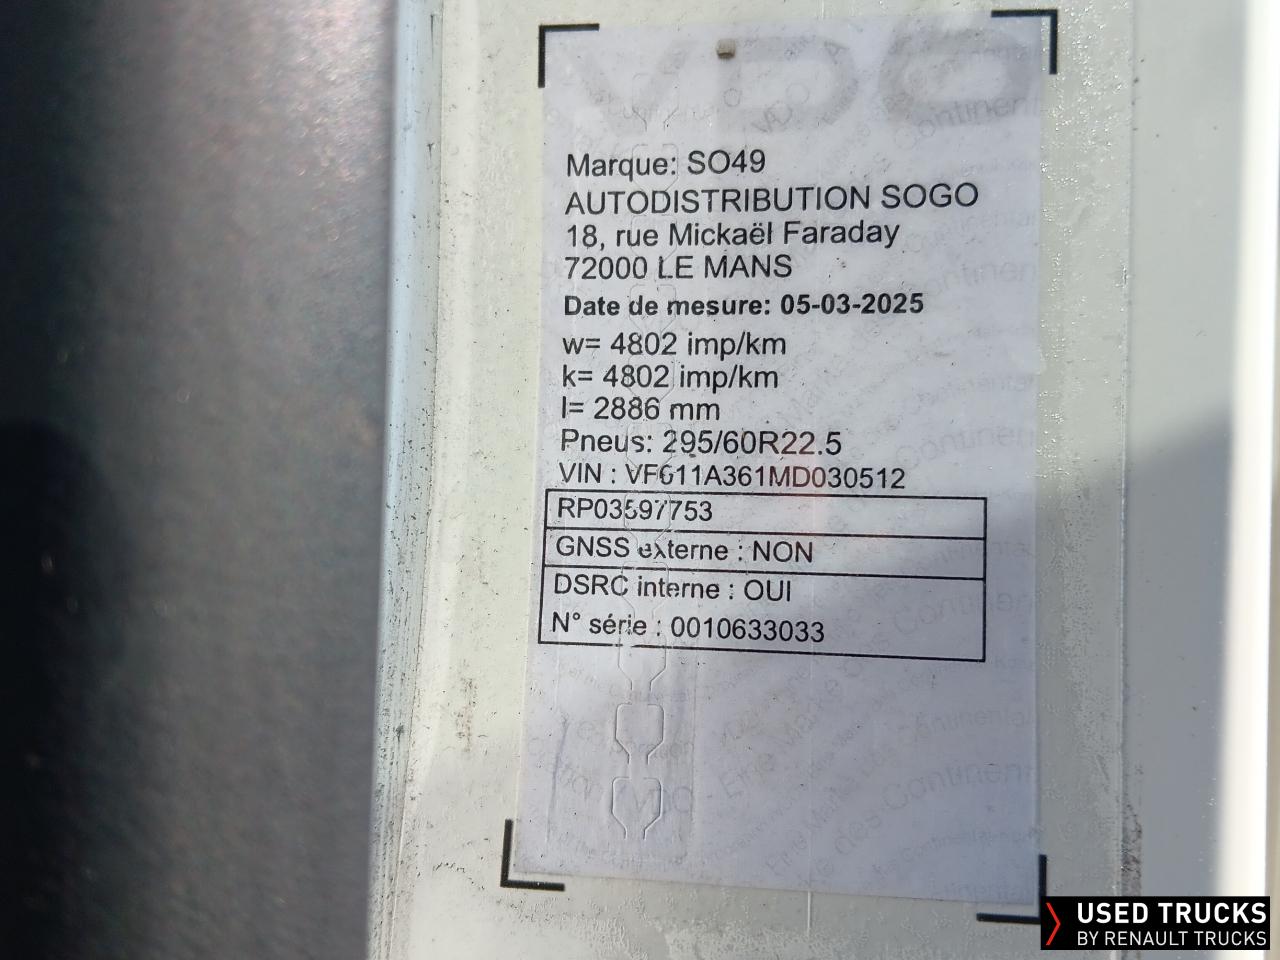 VDO
Marque: SO49
AUTODISTRIBUTION SOGO
18, rue Mickaël Faraday
72000 LE MANS
Date de mesure: 05-03-2025
w= 4802 imp/km
k= 4802 imp/km
l= 2886 mm
Pneus: 295/60R22.5
VIN : VF611A361MD030512
RP03597753
GNSS externe : NON
DSRC interne : OUI
N° série : 0010633033
USED TRUCKS
BY RENAULT TRUCKS